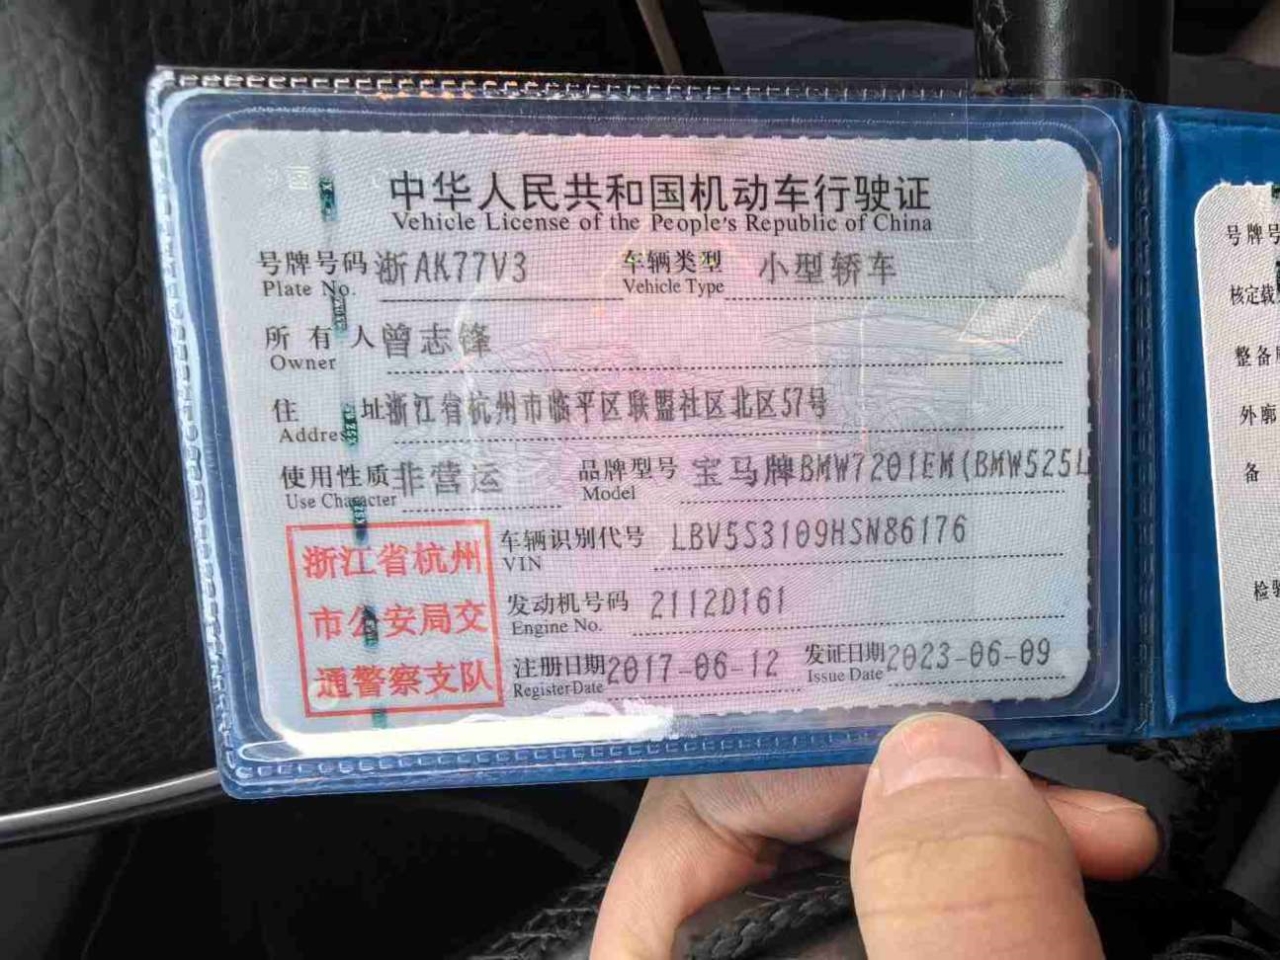 中华人民共和国机动车行驶证
Vehicle License of the People's Republic of China
号牌号码 浙AK77V3 车辆类型 小型轿车
Plate No. Vehicle Type
所有人 曾志锋
Owner
住址 浙江省杭州市临平区联盟社区北区57号
Address
使用性质 非营运 品牌型号 宝马牌BMW7201EM(BMW525L
Use Character Model
浙江省杭州
市公安局交
通警察支队
车辆识别代号 LBV5S3109HSN86176
VIN
发动机号码 2112D161
Engine No.
注册日期 2017-06-12 发证日期 2023-06-09
Register Date Issue Date
号牌号
核定载
整备
外廓
备
检验